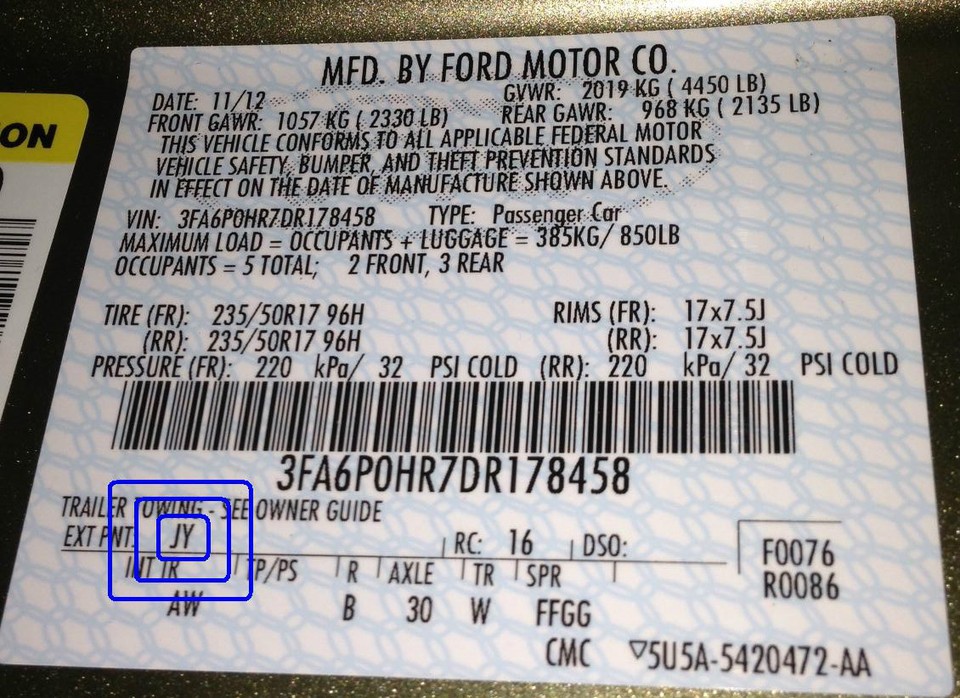 MFD. BY FORD MOTOR CO.
DATE: 11/12 GVWR: 2019 KG ( 4450 LB)
FRONT GAWR: 1057 KG ( 2330 LB) REAR GAWR: 968 KG ( 2135 LB)
THIS VEHICLE CONFORMS TO ALL APPLICABLE FEDERAL MOTOR
VEHICLE SAFETY, BUMPER, AND THEFT PREVENTION STANDARDS
IN EFFECT ON THE DATE OF MANUFACTURE SHOWN ABOVE.
VIN: 3FA6P0HR7DR178458 TYPE: Passenger Car
MAXIMUM LOAD = OCCUPANTS + LUGGAGE = 385KG/ 850LB
OCCUPANTS = 5 TOTAL; 2 FRONT, 3 REAR
TIRE (FR): 235/50R17 96H RIMS (FR): 17x7.5J
(RR): 235/50R17 96H (RR): 17x7.5J
PRESSURE (FR): 220 kPa/ 32 PSI COLD (RR): 220 kPa/ 32 PSI COLD
3FA6P0HR7DR178458
TRAILER TOWING - SEE OWNER GUIDE
EXT PNT: JY RC: 16 DSO: F0076
INT TR TP/PS R AXLE TR SPR R0086
AW B 30 W FFGG
CMC ▽5U5A-5420472-AA
ON